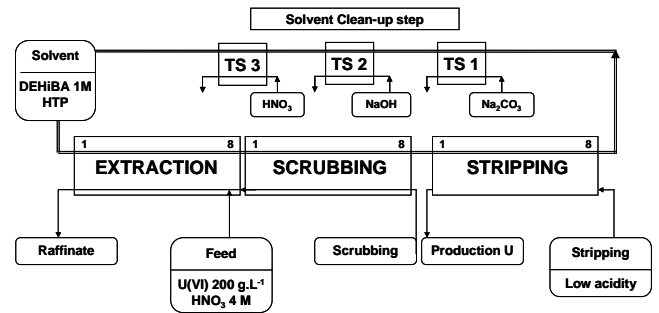 Solvent Clean-up step
Solvent
DEHiBA 1M
HTP
TS 3
TS 2
TS 1
HNO₃
NaOH
Na₂CO₃
1 8
EXTRACTION
1 8
SCRUBBING
1 8
STRIPPING
Raffinate
Feed
U(VI) 200 g.L⁻¹
HNO₃ 4 M
Scrubbing
Production U
Stripping
Low acidity